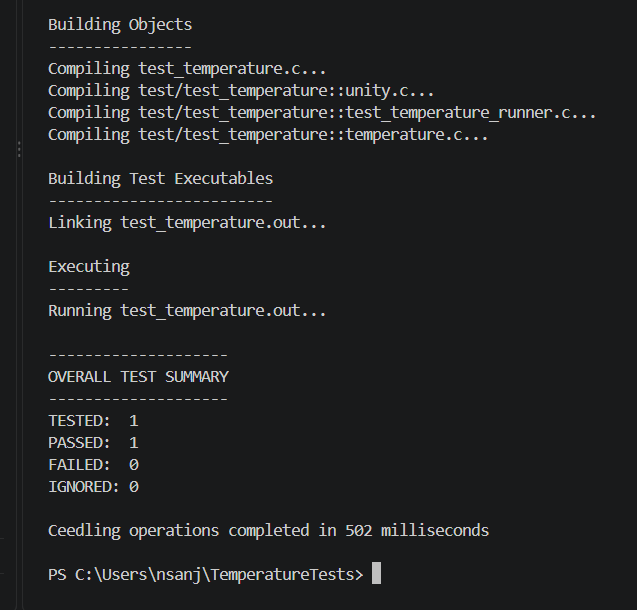 Building Objects
----------------
Compiling test_temperature.c...
Compiling test/test_temperature::unity.c...
Compiling test/test_temperature::test_temperature_runner.c...
Compiling test/test_temperature::temperature.c...
Building Test Executables
-------------------------
Linking test_temperature.out...
Executing
---------
Running test_temperature.out...
--------------------
OVERALL TEST SUMMARY
--------------------
TESTED:  1
PASSED:  1
FAILED:  0
IGNORED: 0
Ceedling operations completed in 502 milliseconds
PS C:\Users\nsanj\TemperatureTests>